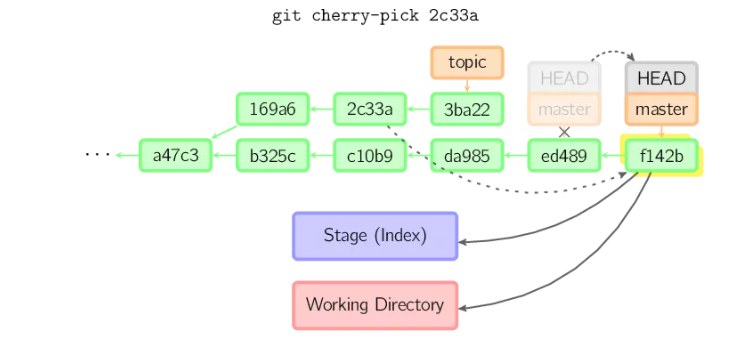 git cherry-pick 2c33a
topic
HEAD
HEAD
169a6
2c33a
3ba22
master
master
...
a47c3
b325c
c10b9
da985
ed489
f142b
Stage (Index)
Working Directory